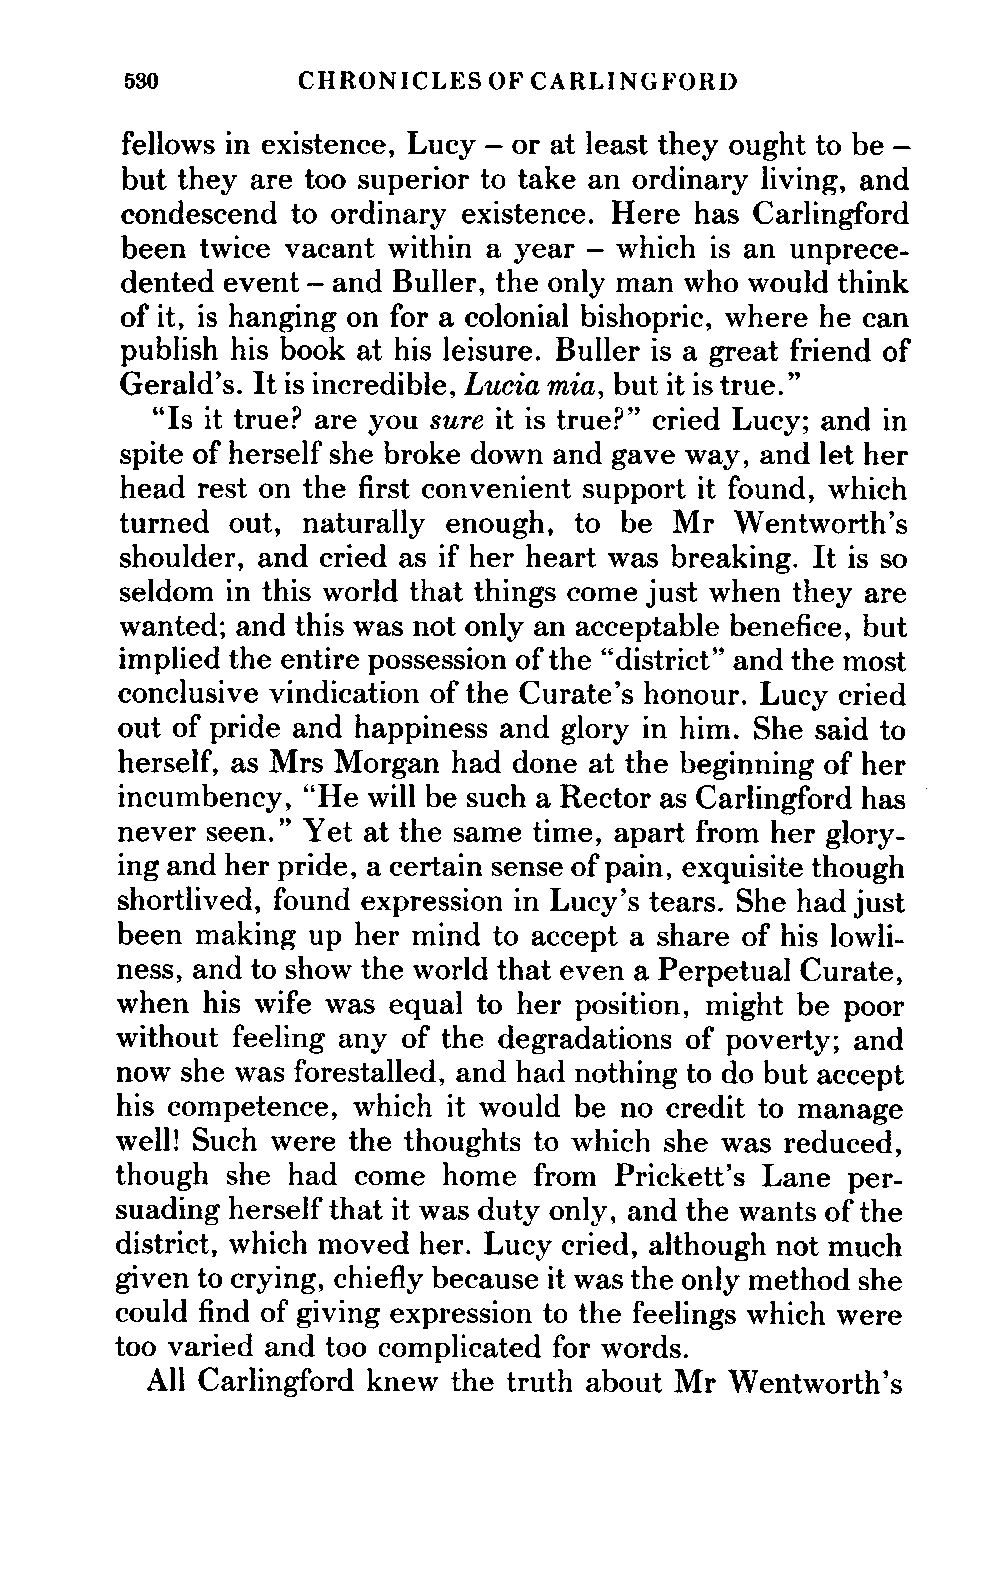 530 CHRONICLES OF CARLINGFORD
fellows in existence, Lucy – or at least they ought to be –
but they are too superior to take an ordinary living, and
condescend to ordinary existence. Here has Carlingford
been twice vacant within a year – which is an unprece-
dented event – and Buller, the only man who would think
of it, is hanging on for a colonial bishopric, where he can
publish his book at his leisure. Buller is a great friend of
Gerald's. It is incredible, Lucia mia, but it is true.”
“Is it true? are you sure it is true?” cried Lucy; and in
spite of herself she broke down and gave way, and let her
head rest on the first convenient support it found, which
turned out, naturally enough, to be Mr Wentworth's
shoulder, and cried as if her heart was breaking. It is so
seldom in this world that things come just when they are
wanted; and this was not only an acceptable benefice, but
implied the entire possession of the “district” and the most
conclusive vindication of the Curate's honour. Lucy cried
out of pride and happiness and glory in him. She said to
herself, as Mrs Morgan had done at the beginning of her
incumbency, “He will be such a Rector as Carlingford has
never seen.” Yet at the same time, apart from her glory-
ing and her pride, a certain sense of pain, exquisite though
shortlived, found expression in Lucy's tears. She had just
been making up her mind to accept a share of his lowli-
ness, and to show the world that even a Perpetual Curate,
when his wife was equal to her position, might be poor
without feeling any of the degradations of poverty; and
now she was forestalled, and had nothing to do but accept
his competence, which it would be no credit to manage
well! Such were the thoughts to which she was reduced,
though she had come home from Prickett's Lane per-
suading herself that it was duty only, and the wants of the
district, which moved her. Lucy cried, although not much
given to crying, chiefly because it was the only method she
could find of giving expression to the feelings which were
too varied and too complicated for words.
All Carlingford knew the truth about Mr Wentworth's